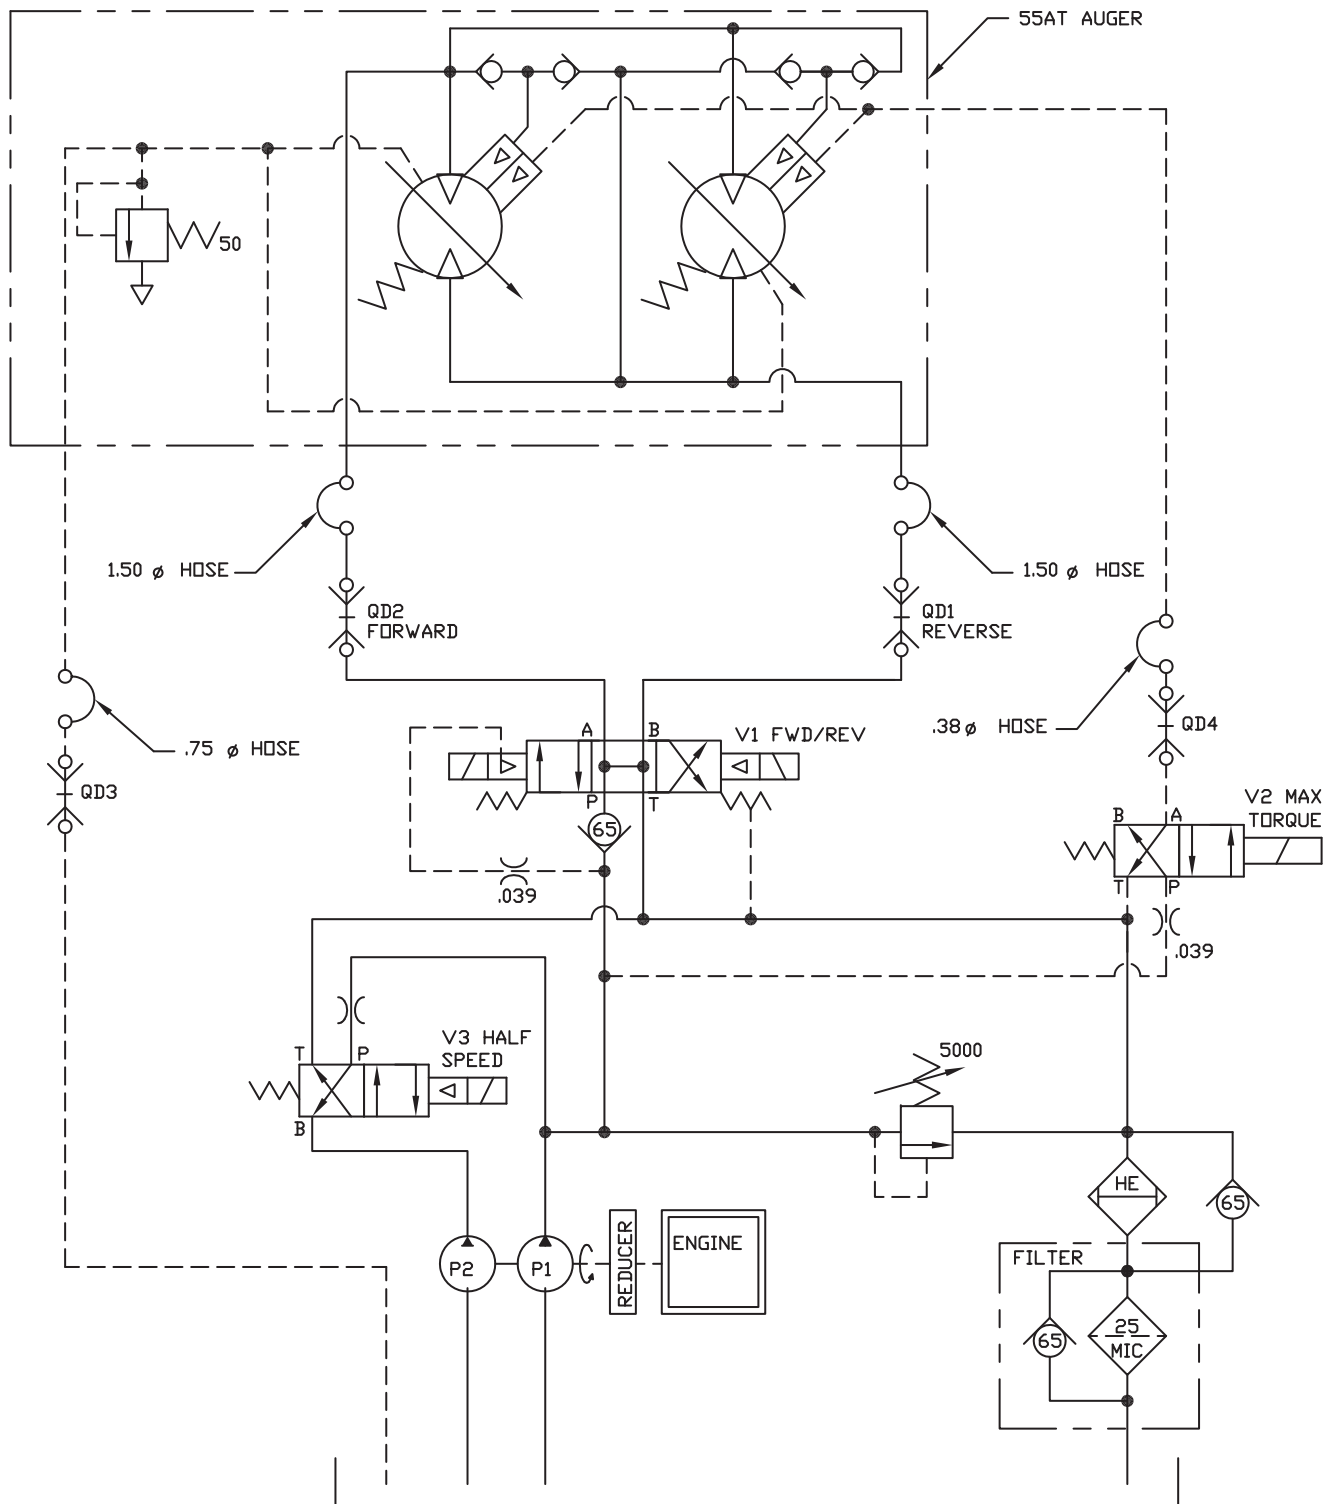 55AT AUGER
50
1.50 ø HOSE
1.50 ø HOSE
QD2
FORWARD
QD1
REVERSE
.75 ø HOSE
QD3
.38ø HOSE
QD4
A
B
V1 FWD/REV
P
T
65
.039
V2 MAX
TORQUE
B
A
T
P
.039
V3 HALF
SPEED
T
P
B
5000
HE
65
P2
P1
REDUCER
ENGINE
FILTER
65
25
MIC